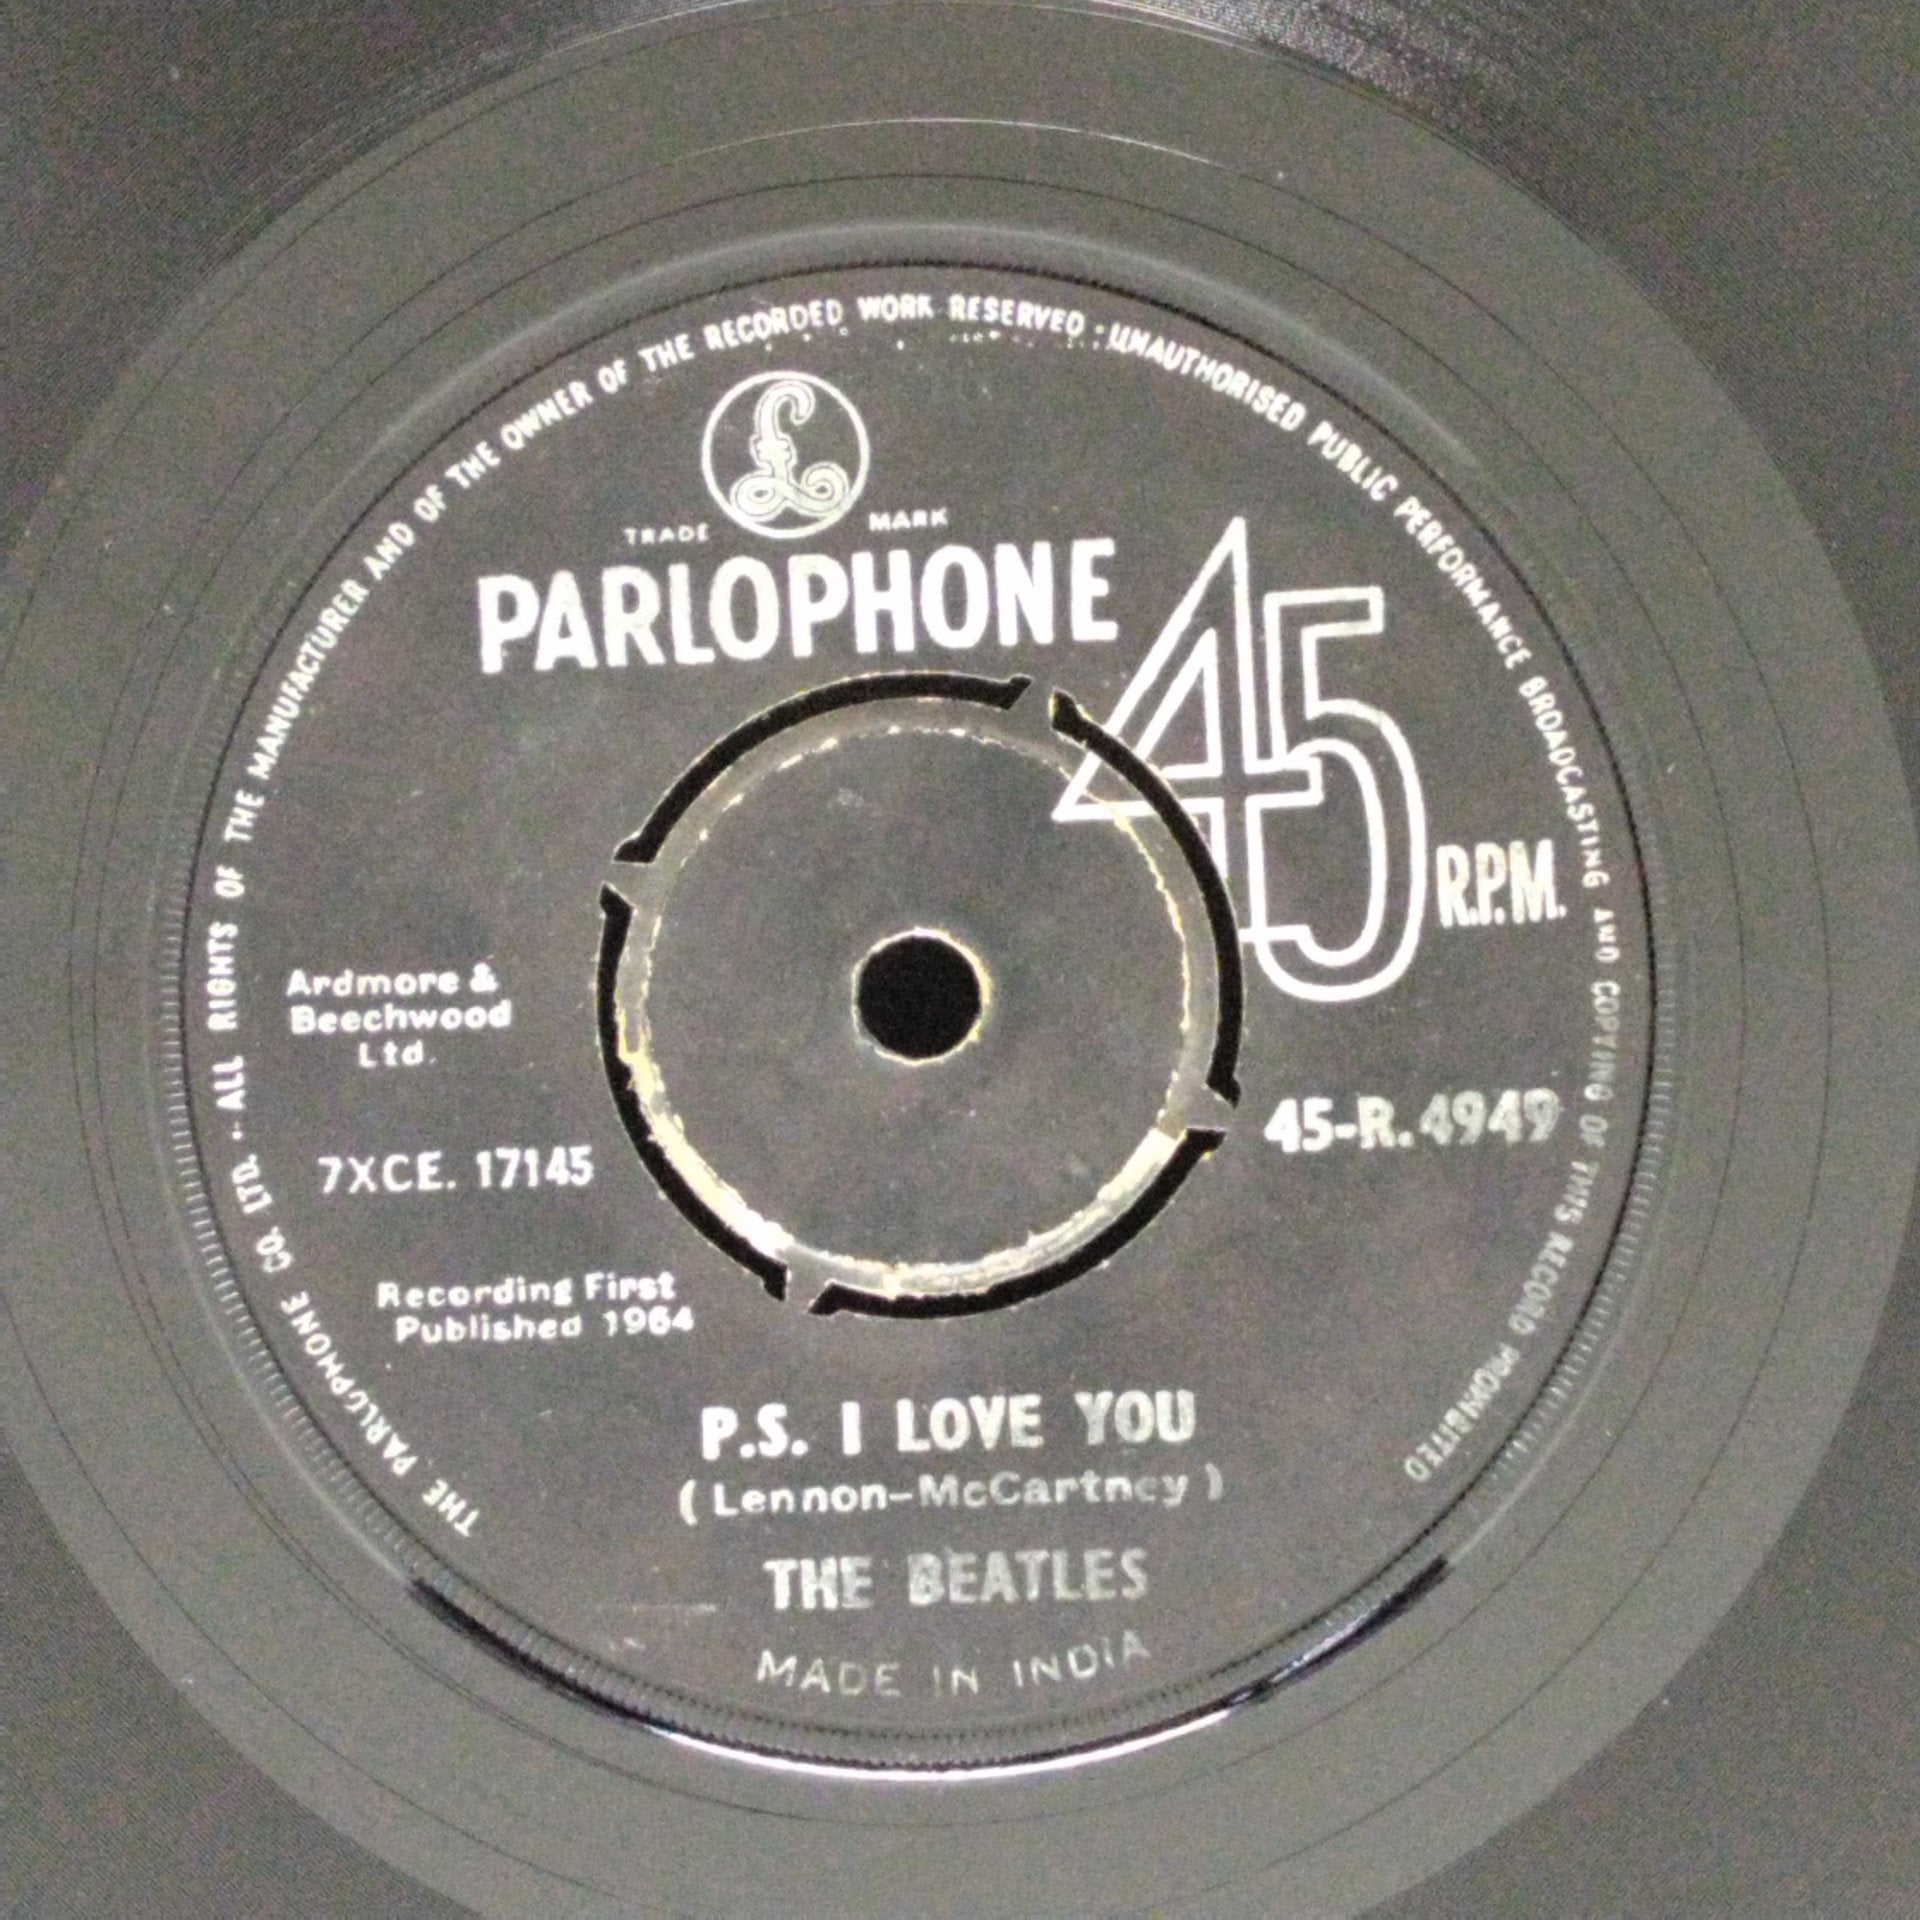 THE PARLOPHONE CO. LTD. · ALL RIGHTS OF THE MANUFACTURER AND OF THE OWNER OF THE RECORDED WORK RESERVED · UNAUTHORISED PUBLIC PERFORMANCE BROADCASTING AND COPYING OF THIS RECORD PROHIBITED
£
TRADE MARK
PARLOPHONE
45
R.P.M.
Ardmore &
Beechwood
Ltd.
45-R.4949
7XCE. 17145
Recording First
Published 1964
P.S. I LOVE YOU
(Lennon-McCartney)
THE BEATLES
MADE IN INDIA